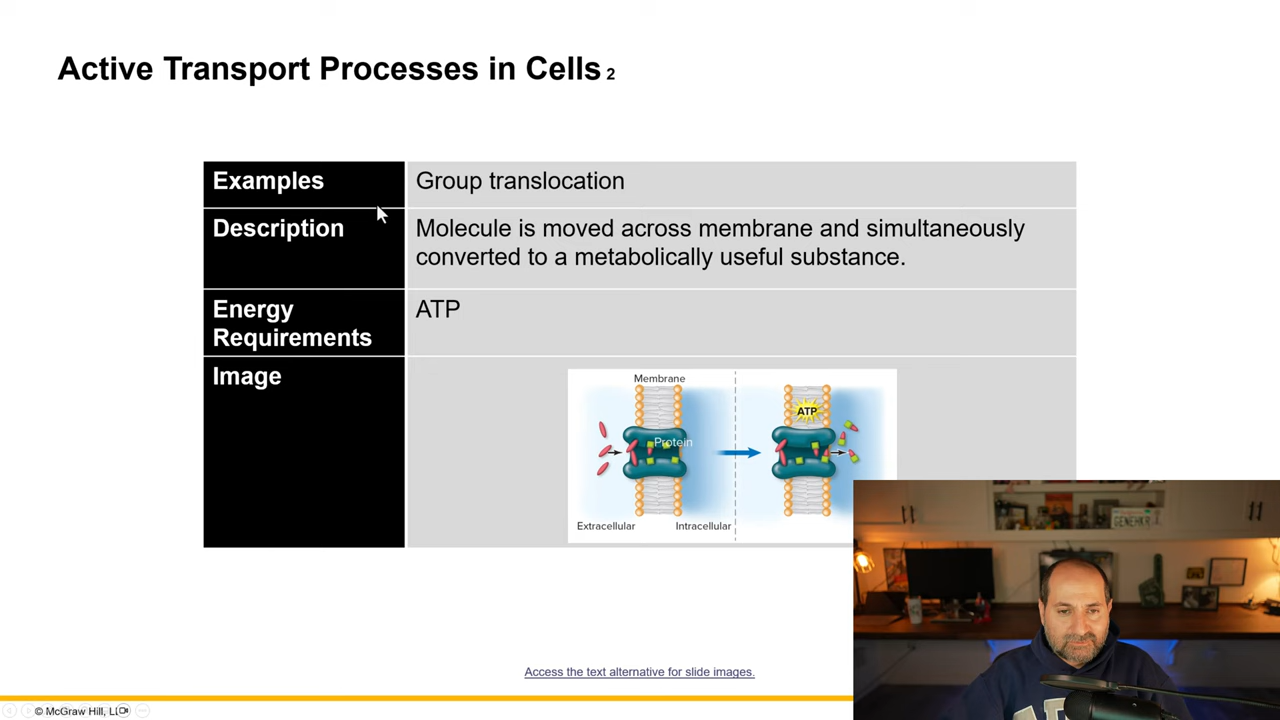 Active Transport Processes in Cells 2
Examples
Group translocation
Description
Molecule is moved across membrane and simultaneously
converted to a metabolically useful substance.
Energy
Requirements
ATP
Image
Membrane
ATP
Protein
Extracellular
Intracellular
GENEHKR
Access the text alternative for slide images.
© McGraw Hill, LL